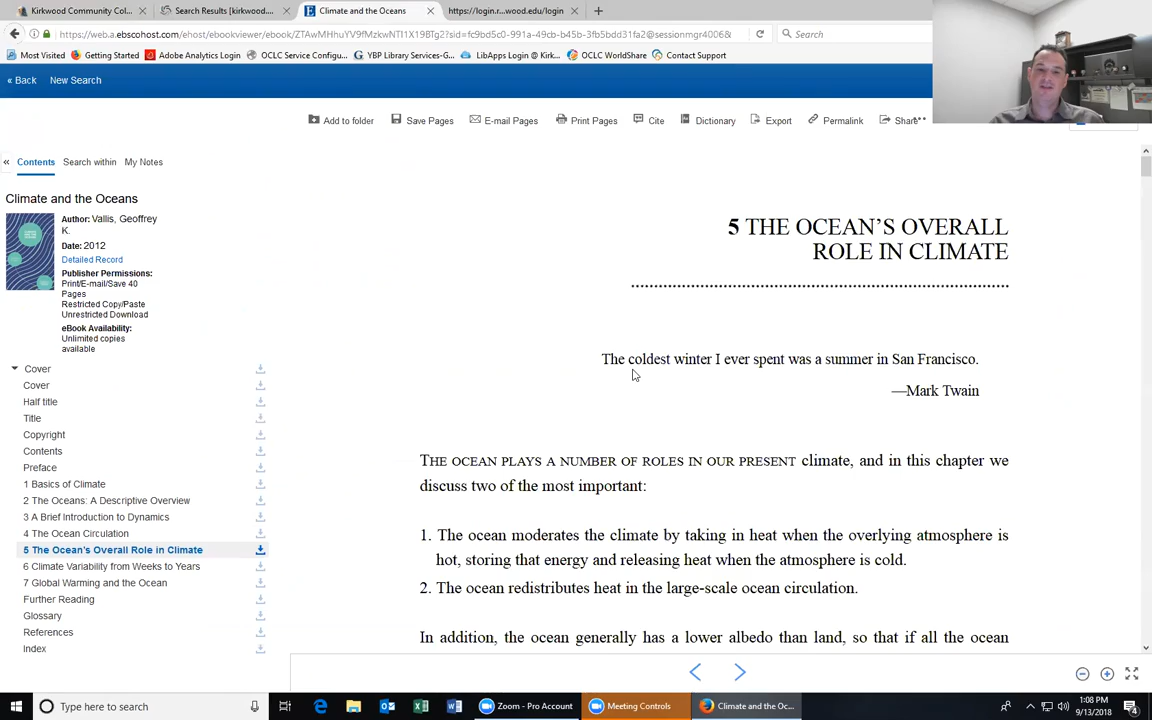 Kirkwood Community Col...
Search Results [kirkwood.
Climate and the Oceans
https://login.r...wood.edu/login
https://web.a.ebscohost.com/ehost/ebookviewer/ebook/ZTAwMHhuYV9fMzkwNTI1X19BTg2?sid=fc9bd5c0-991a-49cb-b45b-3fb5bdd31fa2@sessionmgr4006&
Search
Most Visited
Getting Started
Adobe Analytics Login
OCLC Service Configu...
YBP Library Services-G...
LibApps Login @ Kirk...
OCLC WorldShare
Contact Support
« Back
New Search
Add to folder
Save Pages
E-mail Pages
Print Pages
Cite
Dictionary
Export
Permalink
Share
« Contents
Search within
My Notes
Climate and the Oceans
Author: Vallis, Geoffrey
K.
Date: 2012
Detailed Record
Publisher Permissions:
Print/E-mail/Save 40
Pages
Restricted Copy/Paste
Unrestricted Download
eBook Availability:
Unlimited copies
available
Cover
Cover
Half title
Title
Copyright
Contents
Preface
1 Basics of Climate
2 The Oceans: A Descriptive Overview
3 A Brief Introduction to Dynamics
4 The Ocean Circulation
5 The Ocean's Overall Role in Climate
6 Climate Variability from Weeks to Years
7 Global Warming and the Ocean
Further Reading
Glossary
References
Index
5 THE OCEAN'S OVERALL
ROLE IN CLIMATE
The coldest winter I ever spent was a summer in San Francisco.
—Mark Twain
THE OCEAN PLAYS A NUMBER OF ROLES IN OUR PRESENT climate, and in this chapter we
discuss two of the most important:
1. The ocean moderates the climate by taking in heat when the overlying atmosphere is
hot, storing that energy and releasing heat when the atmosphere is cold.
2. The ocean redistributes heat in the large-scale ocean circulation.
In addition, the ocean generally has a lower albedo than land, so that if all the ocean
Type here to search
Zoom - Pro Account
Meeting Controls
Climate and the Oc...
1:08 PM
9/13/2018
4